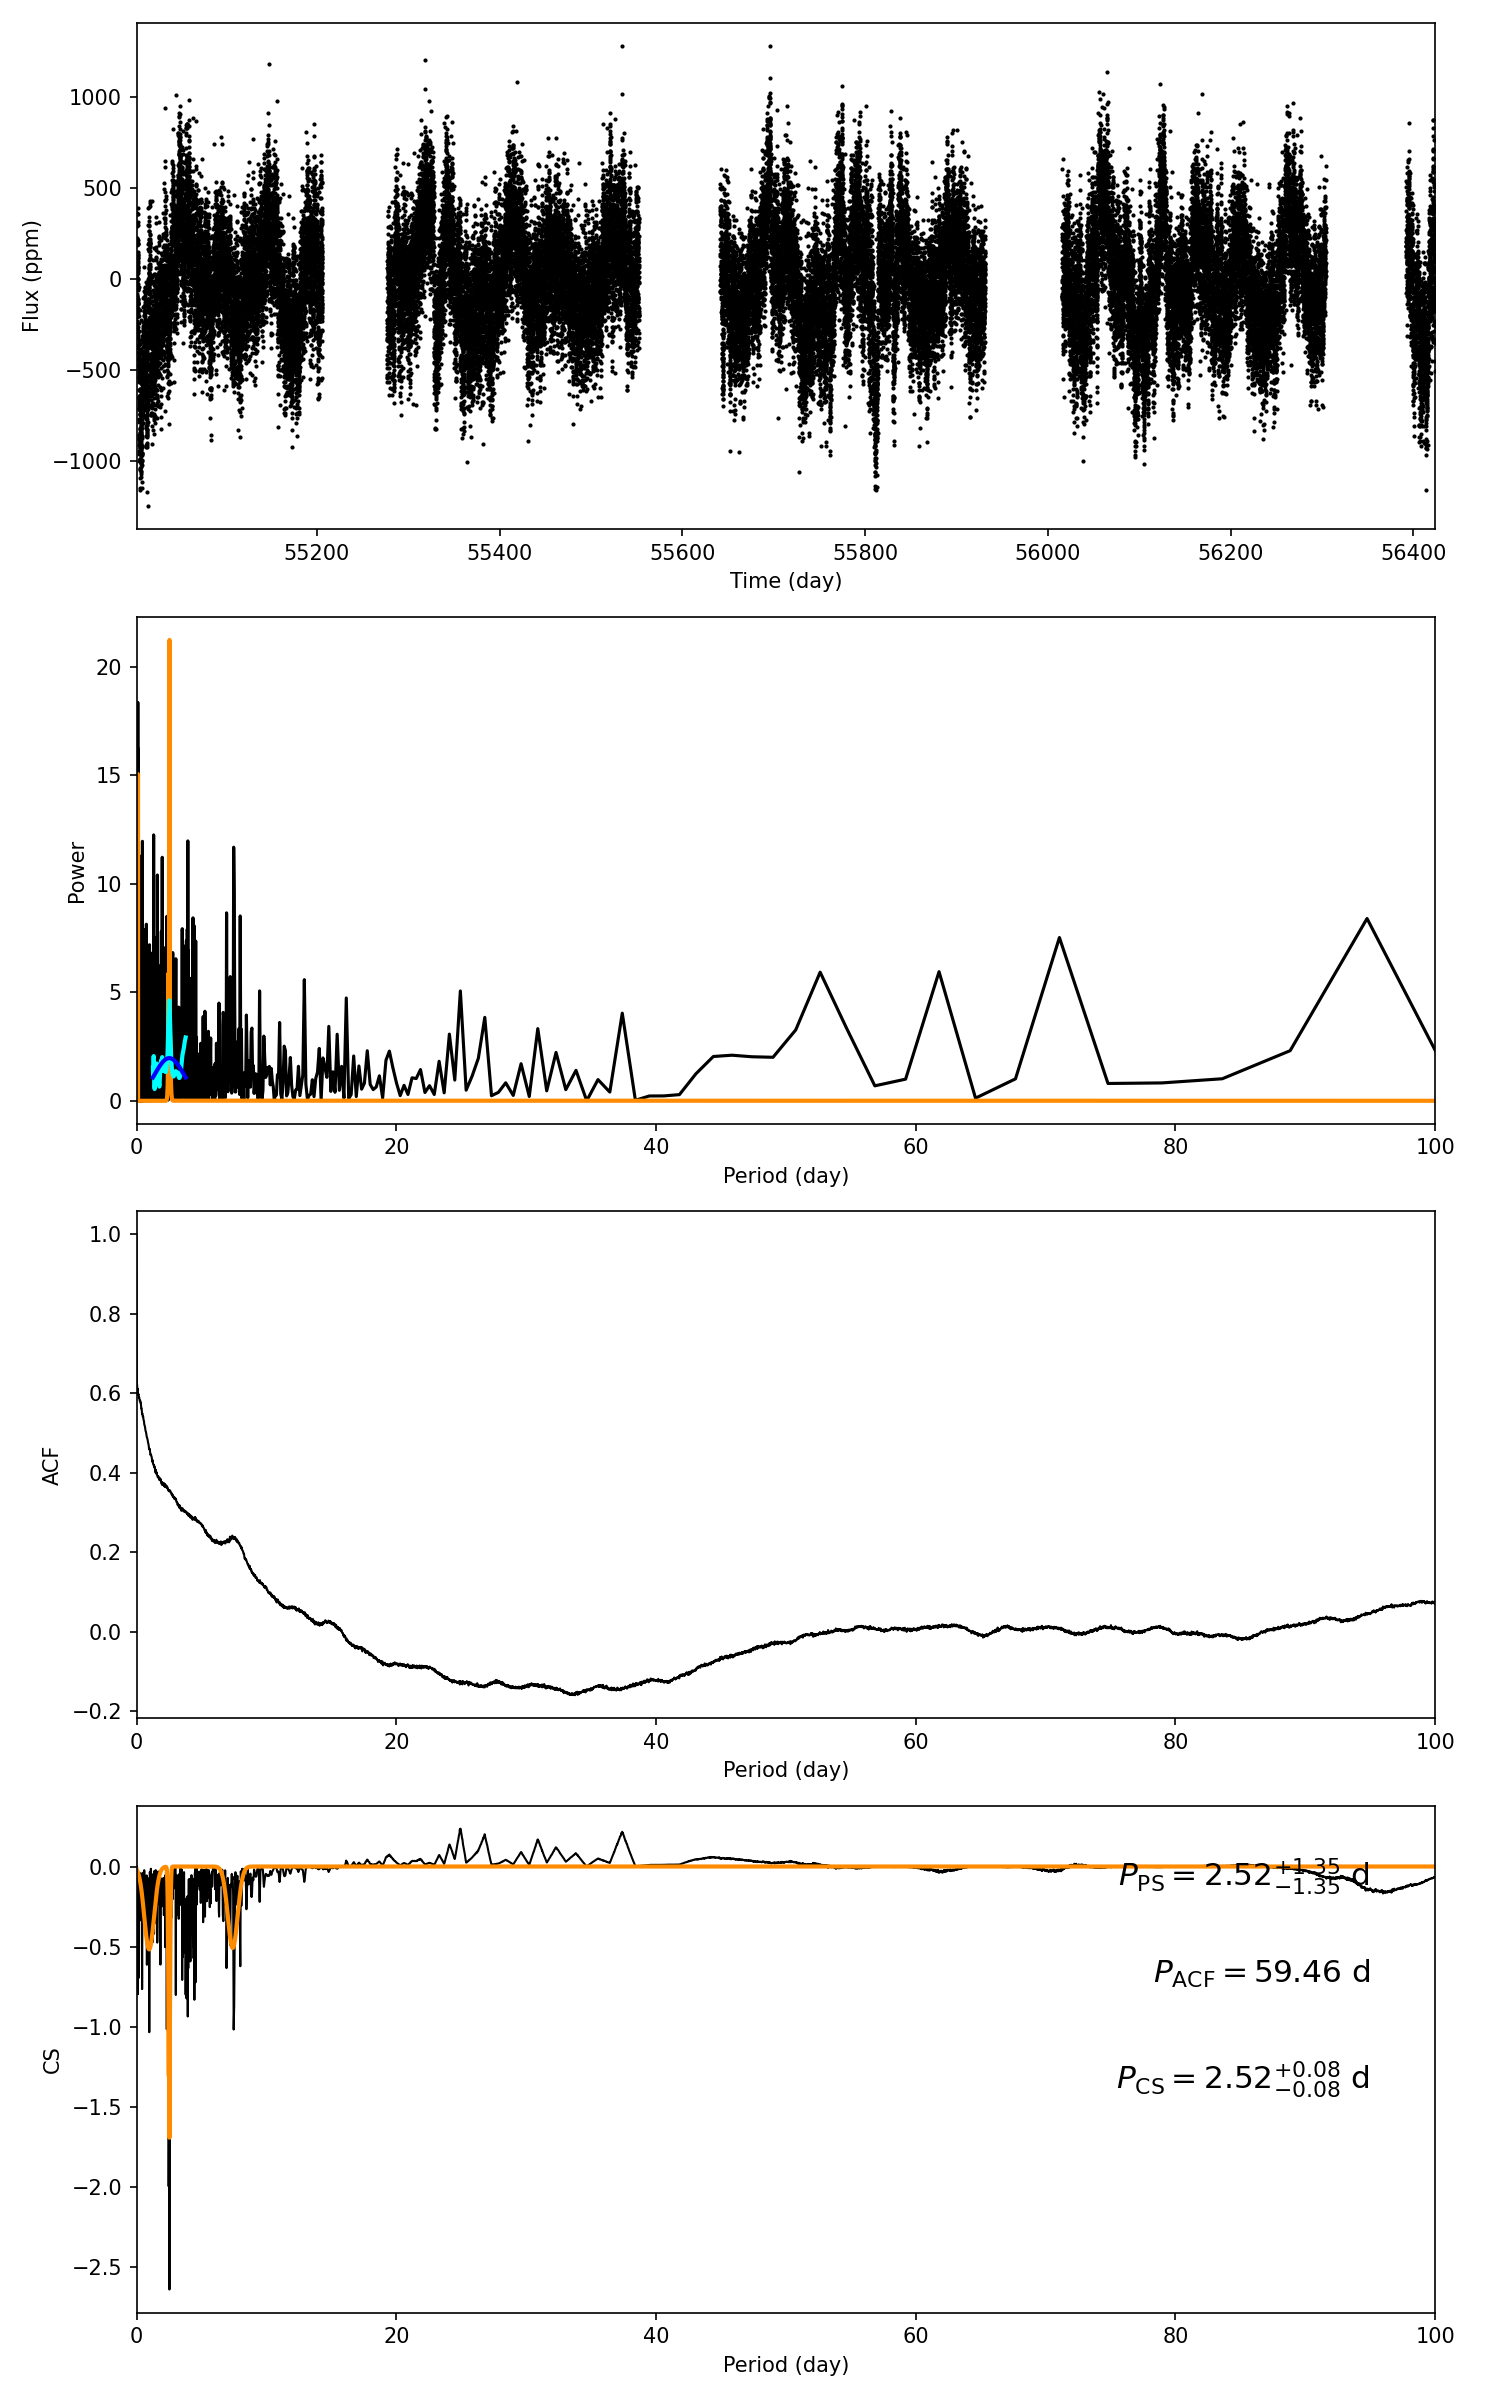 1000
500
0
−500
−1000
Flux (ppm)
55200 55400 55600 55800 56000 56200 56400
Time (day)
20
15
10
5
0
Power
0 20 40 60 80 100
Period (day)
1.0
0.8
0.6
0.4
0.2
0.0
−0.2
ACF
0 20 40 60 80 100
Period (day)
0.0
−0.5
−1.0
−1.5
−2.0
−2.5
CS
P_PS = 2.52^{+1.35}_{−1.35} d
P_ACF = 59.46 d
P_CS = 2.52^{+0.08}_{−0.08} d
0 20 40 60 80 100
Period (day)